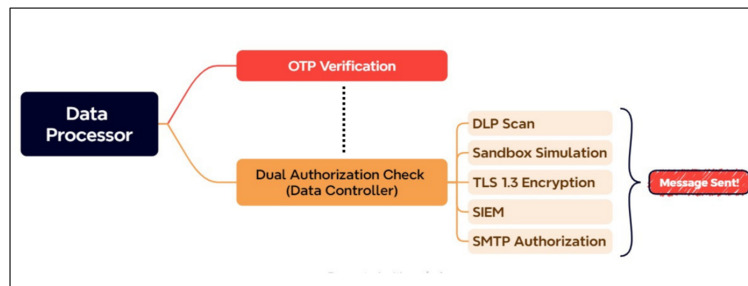 OTP Verification
Data
Processor
Dual Authorization Check
(Data Controller)
DLP Scan
Sandbox Simulation
TLS 1.3 Encryption
SIEM
SMTP Authorization
Message Sent!